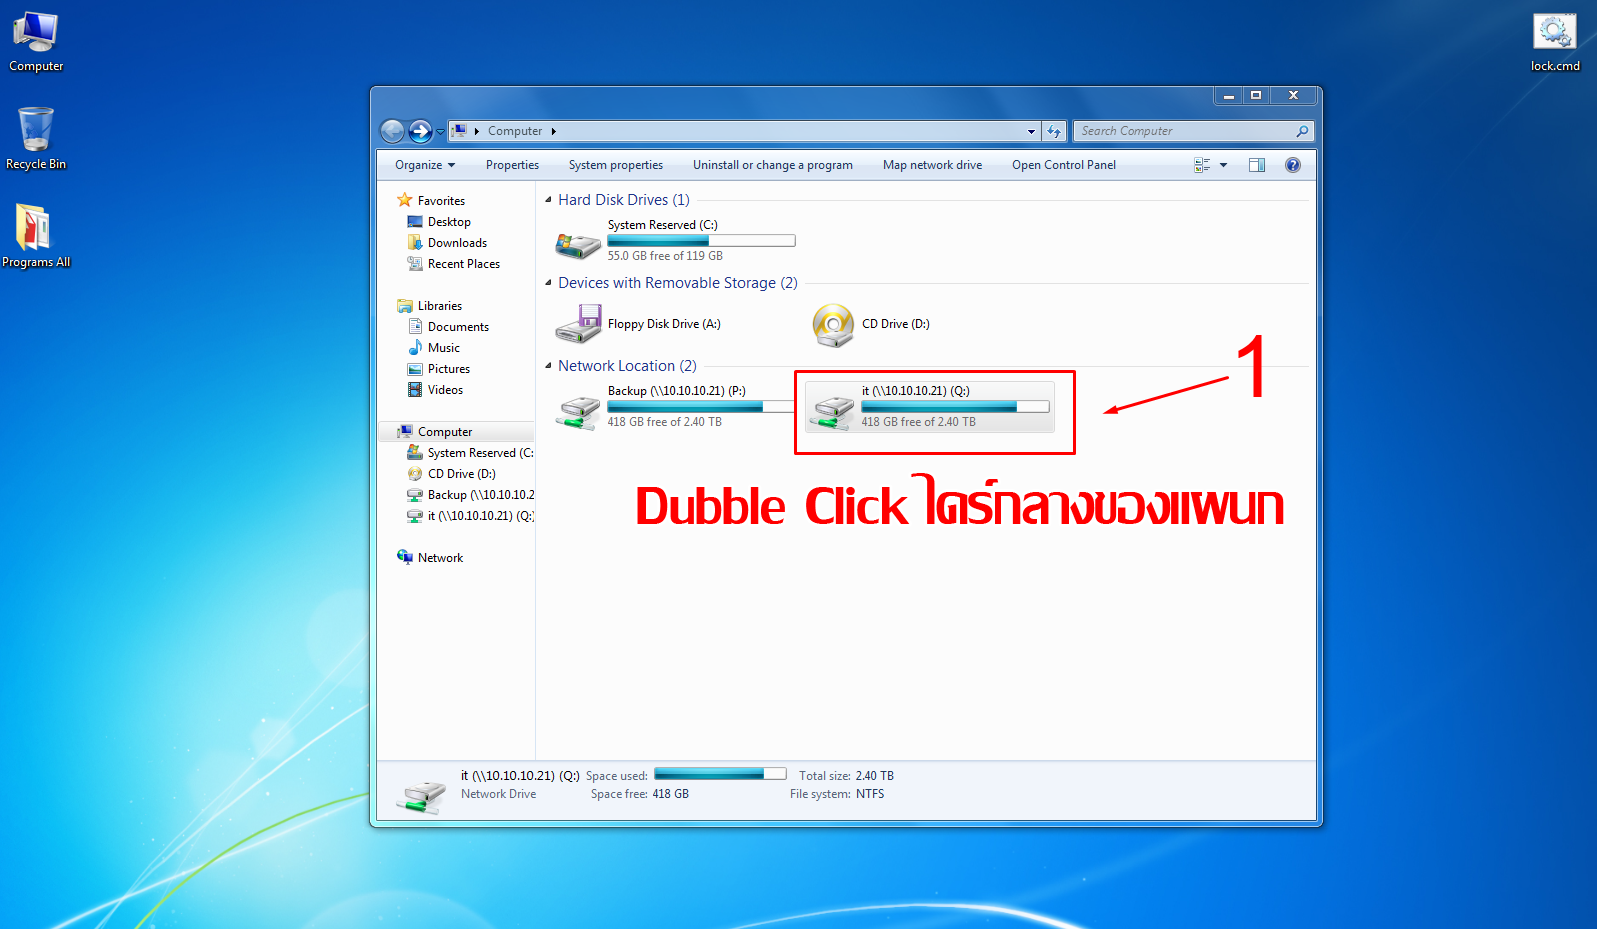 Computer
lock.cmd
Recycle Bin
Programs All
Computer
Search Computer
Organize
Properties
System properties
Uninstall or change a program
Map network drive
Open Control Panel
Favorites
Desktop
Downloads
Recent Places
Libraries
Documents
Music
Pictures
Videos
Computer
System Reserved (C:
CD Drive (D:)
Backup (\\10.10.10.2
it (\\10.10.10.21) (Q:)
Network
Hard Disk Drives (1)
System Reserved (C:)
55.0 GB free of 119 GB
Devices with Removable Storage (2)
Floppy Disk Drive (A:)
CD Drive (D:)
Network Location (2)
Backup (\\10.10.10.21) (P:)
418 GB free of 2.40 TB
it (\\10.10.10.21) (Q:)
418 GB free of 2.40 TB
1
Dubble Click ไดร์กลางของแผนก
it (\\10.10.10.21) (Q:) Space used: Total size: 2.40 TB
Network Drive Space free: 418 GB File system: NTFS